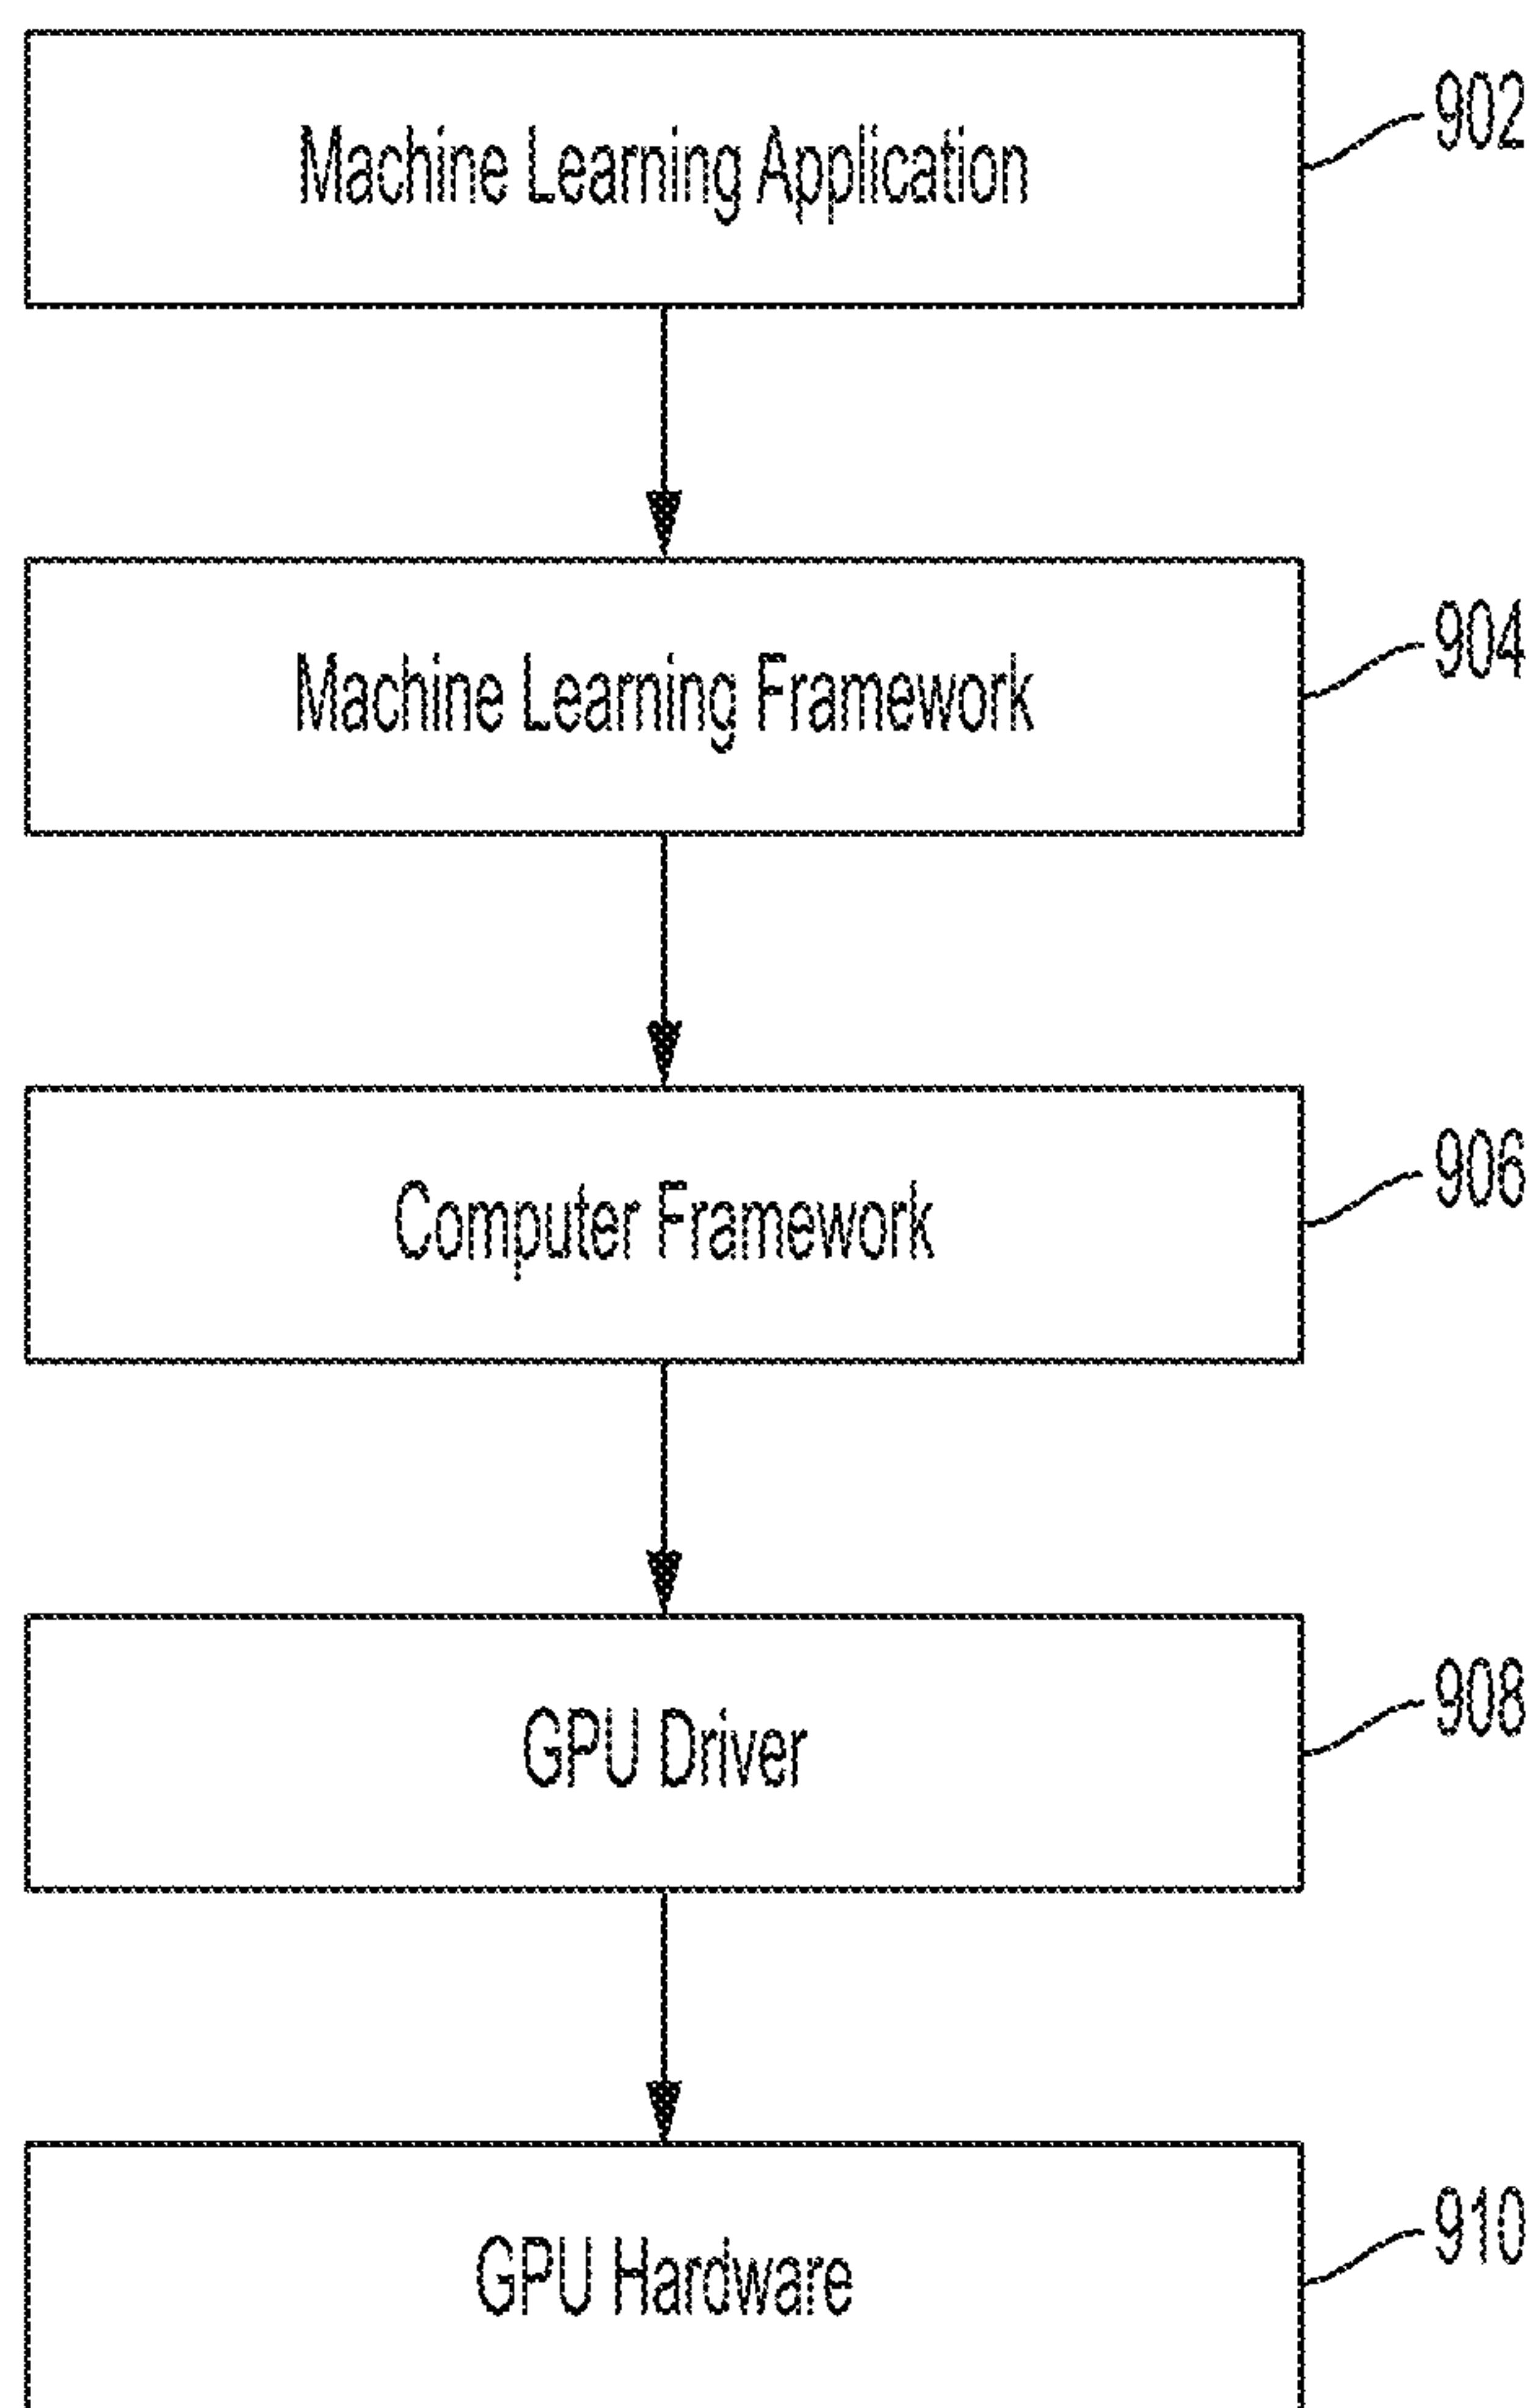 Machine Learning Application
902
Machine Learning Framework
904
Computer Framework
906
GPU Driver
908
GPU Hardware
910